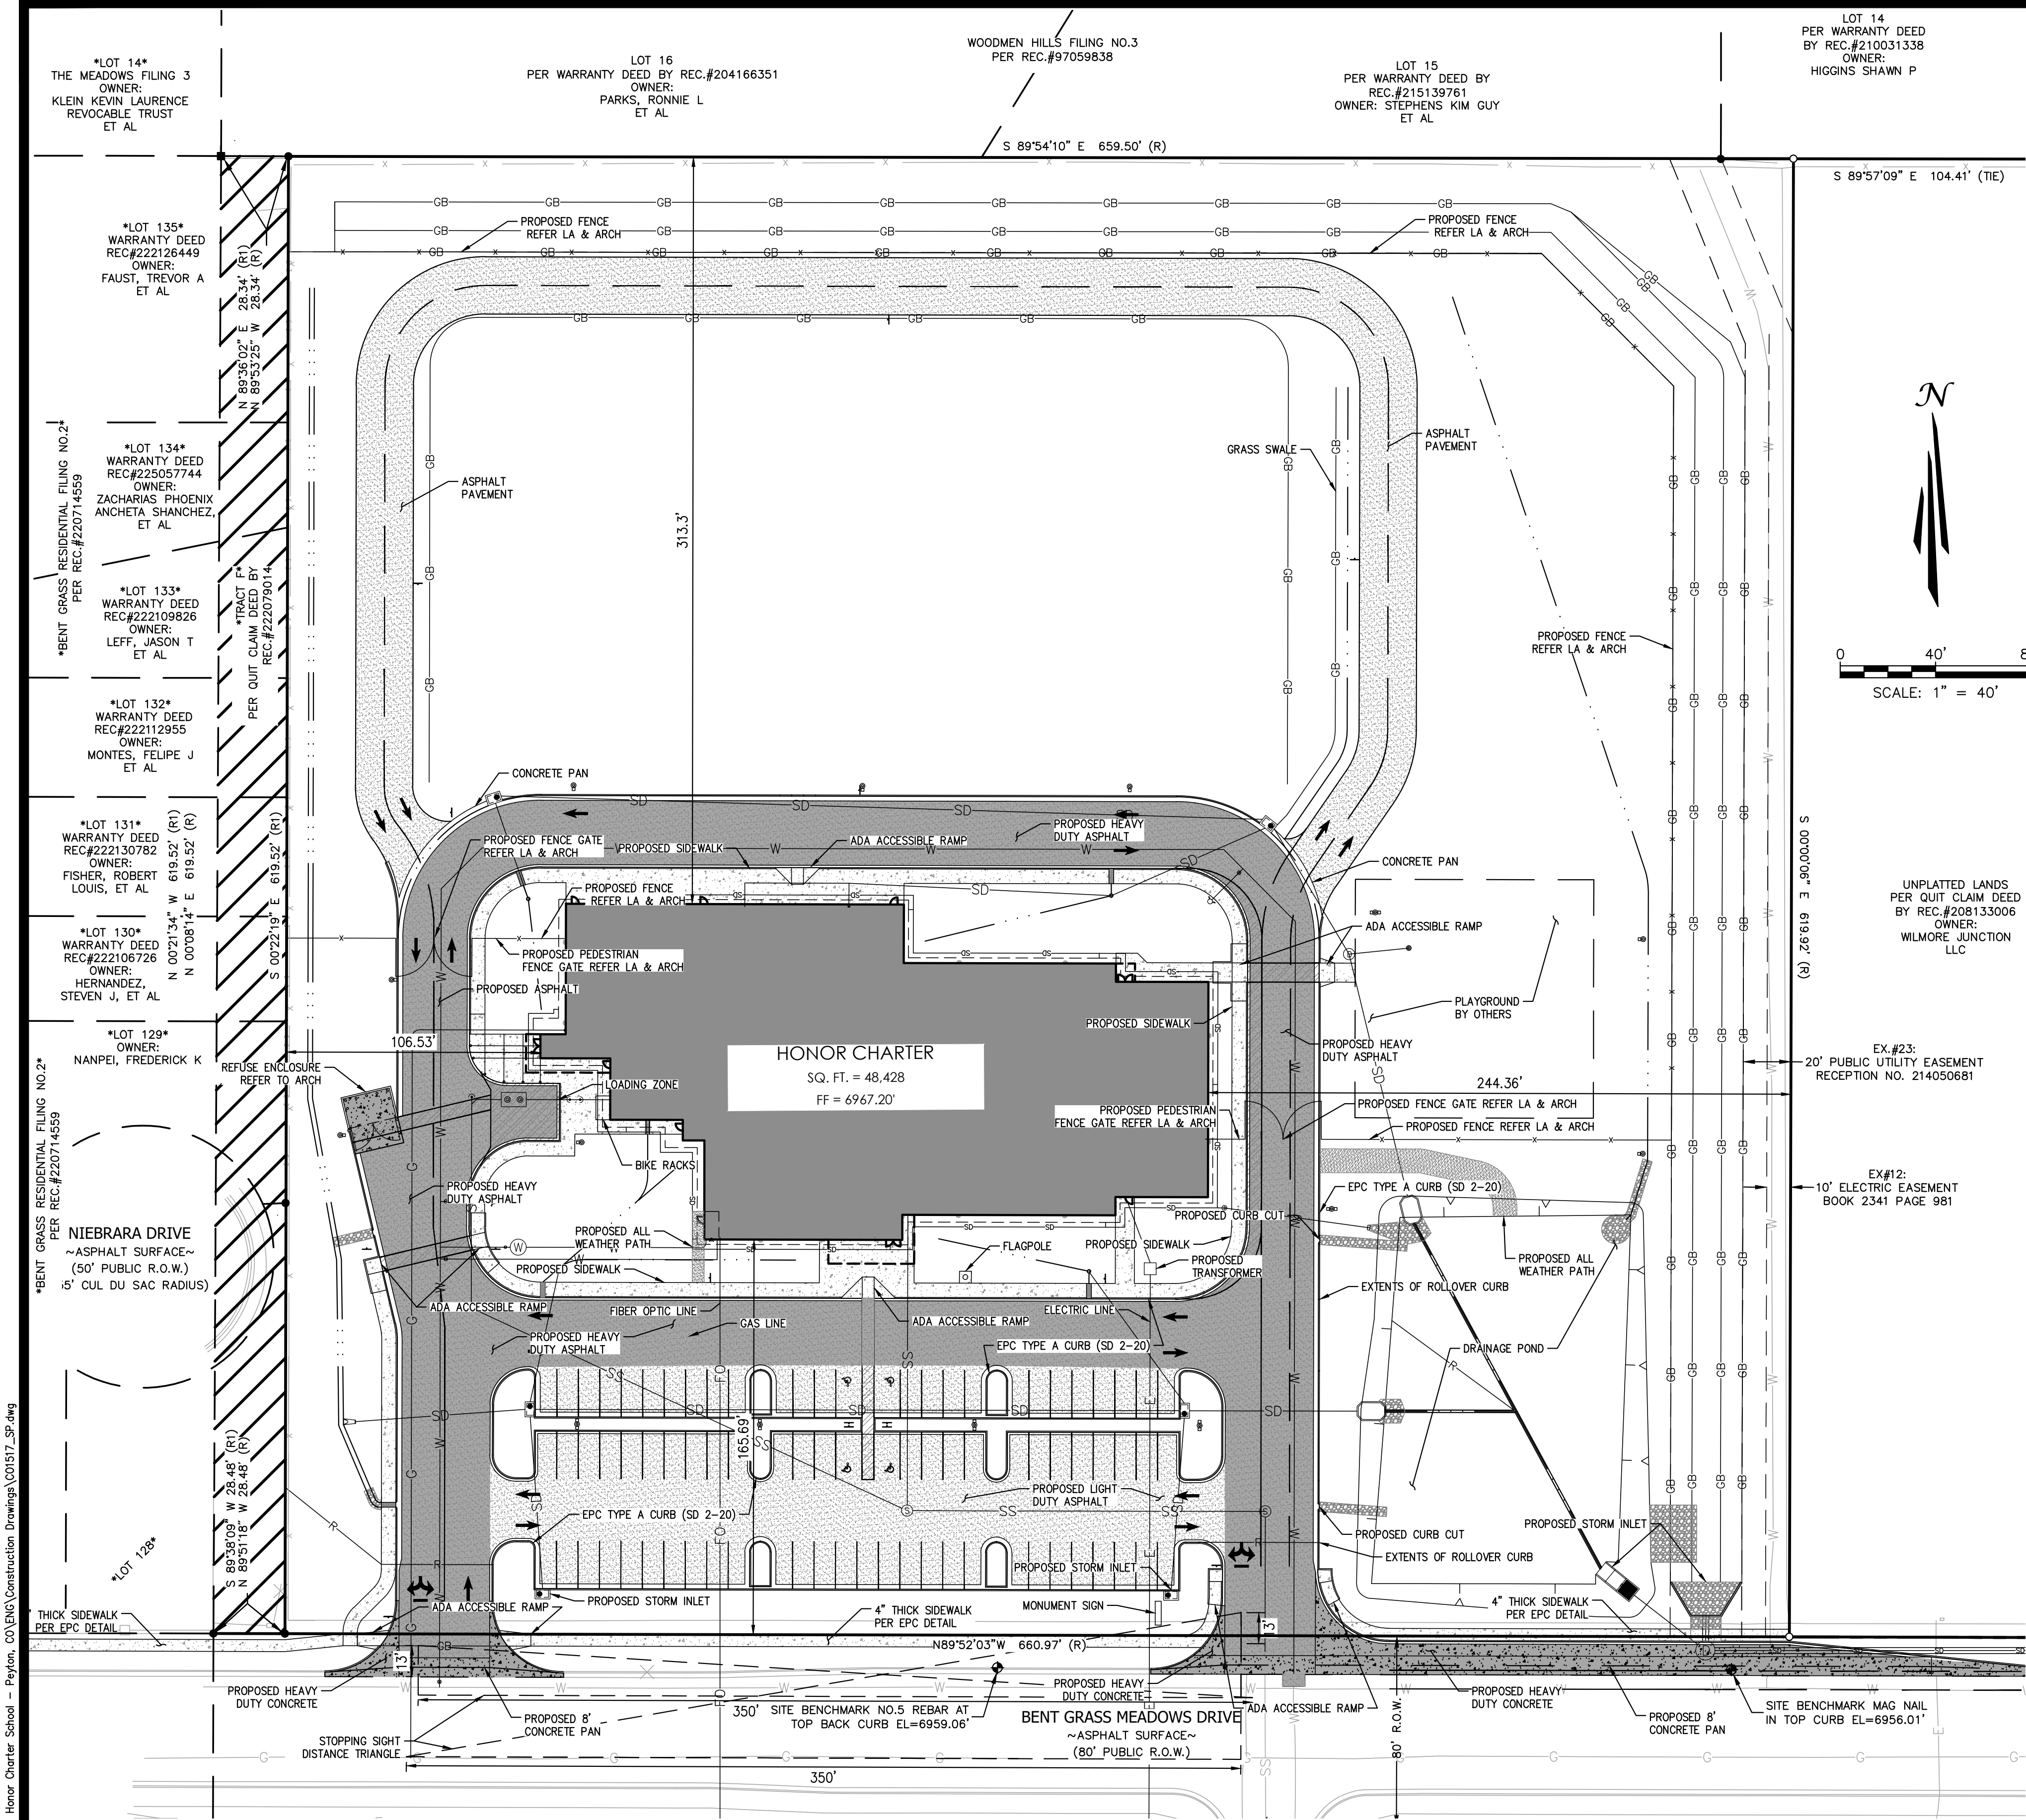 *LOT 14*
THE MEADOWS FILING 3
OWNER:
KLEIN KEVIN LAURENCE
REVOCABLE TRUST
ET AL
LOT 16
PER WARRANTY DEED BY REC.#204166351
OWNER:
PARKS, RONNIE L
ET AL
WOODMEN HILLS FILING NO.3
PER REC.#97059838
LOT 15
PER WARRANTY DEED BY
REC.#215139761
OWNER: STEPHENS KIM GUY
ET AL
LOT 14
PER WARRANTY DEED
BY REC.#210031338
OWNER:
HIGGINS SHAWN P
S 89°54'10" E 659.50' (R)
S 89°57'09" E 104.41' (TIE)
*LOT 135*
WARRANTY DEED
REC#222126449
OWNER:
FAUST, TREVOR A
ET AL
N 89°36'02" E 28.34' (R1)
N 89°53'25" W 28.34' (R)
PROPOSED FENCE
REFER LA & ARCH
PROPOSED FENCE
REFER LA & ARCH
N
0 40' 8
SCALE: 1" = 40'
*BENT GRASS RESIDENTIAL FILING NO.2*
PER REC.#220714559
*LOT 134*
WARRANTY DEED
REC#225057744
OWNER:
ZACHARIAS PHOENIX
ANCHETA SHANCHEZ,
ET AL
ASPHALT
PAVEMENT
313.3'
GRASS SWALE
ASPHALT
PAVEMENT
*TRACT F*
PER QUIT CLAIM DEED BY
REC.#222079014
*LOT 133*
WARRANTY DEED
REC#222109826
OWNER:
LEFF, JASON T
ET AL
PROPOSED FENCE
REFER LA & ARCH
*LOT 132*
WARRANTY DEED
REC#222112955
OWNER:
MONTES, FELIPE J
ET AL
CONCRETE PAN
*LOT 131*
WARRANTY DEED
REC#222130782
OWNER:
FISHER, ROBERT
LOUIS, ET AL
N 00°21'34" W 619.52' (R1)
N 00°08'14" E 619.52' (R)
S 00°22'19" E 619.52' (R1)
PROPOSED FENCE GATE
REFER LA & ARCH
PROPOSED SIDEWALK
ADA ACCESSIBLE RAMP
PROPOSED HEAVY
DUTY ASPHALT
CONCRETE PAN
S 00°00'06" E 619.92' (R)
PROPOSED FENCE
REFER LA & ARCH
UNPLATTED LANDS
PER QUIT CLAIM DEED
BY REC.#208133006
OWNER:
WILMORE JUNCTION
LLC
*LOT 130*
WARRANTY DEED
REC#222106726
OWNER:
HERNANDEZ,
STEVEN J, ET AL
PROPOSED PEDESTRIAN
FENCE GATE REFER LA & ARCH
PROPOSED ASPHALT
ADA ACCESSIBLE RAMP
PLAYGROUND
BY OTHERS
PROPOSED SIDEWALK
*LOT 129*
OWNER:
NANPEI, FREDERICK K
106.53'
REFUSE ENCLOSURE
REFER TO ARCH
LOADING ZONE
HONOR CHARTER
SQ. FT. = 48,428
FF = 6967.20'
PROPOSED HEAVY
DUTY ASPHALT
244.36'
EX.#23:
20' PUBLIC UTILITY EASEMENT
RECEPTION NO. 214050681
PROPOSED PEDESTRIAN
FENCE GATE REFER LA & ARCH
PROPOSED FENCE GATE REFER LA & ARCH
PROPOSED FENCE REFER LA & ARCH
*BENT GRASS RESIDENTIAL FILING NO.2*
PER REC.#220714559
BIKE RACKS
PROPOSED HEAVY
DUTY ASPHALT
EPC TYPE A CURB (SD 2-20)
EX#12:
10' ELECTRIC EASEMENT
BOOK 2341 PAGE 981
NIEBRARA DRIVE
~ASPHALT SURFACE~
(50' PUBLIC R.O.W.)
55' CUL DU SAC RADIUS)
PROPOSED ALL
WEATHER PATH
PROPOSED SIDEWALK
FLAGPOLE
PROPOSED CURB CUT
PROPOSED SIDEWALK
PROPOSED
TRANSFORMER
PROPOSED ALL
WEATHER PATH
EXTENTS OF ROLLOVER CURB
ADA ACCESSIBLE RAMP
FIBER OPTIC LINE
GAS LINE
ELECTRIC LINE
ADA ACCESSIBLE RAMP
PROPOSED HEAVY
DUTY ASPHALT
EPC TYPE A CURB (SD 2-20)
DRAINAGE POND
165.69'
S 89°38'09" W 28.48' (R1)
N 89°51'18" W 28.48' (R)
*LOT 128*
PROPOSED LIGHT
DUTY ASPHALT
EPC TYPE A CURB (SD 2-20)
PROPOSED CURB CUT
PROPOSED STORM INLET
EXTENTS OF ROLLOVER CURB
PROPOSED STORM INLET
PROPOSED STORM INLET
ADA ACCESSIBLE RAMP
MONUMENT SIGN
' THICK SIDEWALK
PER EPC DETAIL
4" THICK SIDEWALK
PER EPC DETAIL
4" THICK SIDEWALK
PER EPC DETAIL
N89°52'03"W 660.97' (R)
13'
13'
PROPOSED HEAVY
DUTY CONCRETE
PROPOSED HEAVY
DUTY CONCRETE
PROPOSED HEAVY
DUTY CONCRETE
350'
SITE BENCHMARK NO.5 REBAR AT
TOP BACK CURB EL=6959.06'
PROPOSED 8'
CONCRETE PAN
ADA ACCESSIBLE RAMP
PROPOSED 8'
CONCRETE PAN
SITE BENCHMARK MAG NAIL
IN TOP CURB EL=6956.01'
STOPPING SIGHT
DISTANCE TRIANGLE
BENT GRASS MEADOWS DRIVE
~ASPHALT SURFACE~
(80' PUBLIC R.O.W.)
80' R.O.W.
350'
Honor Charter School - Peyton, CO\ENG\Construction Drawings\CO1517_SP.dwg